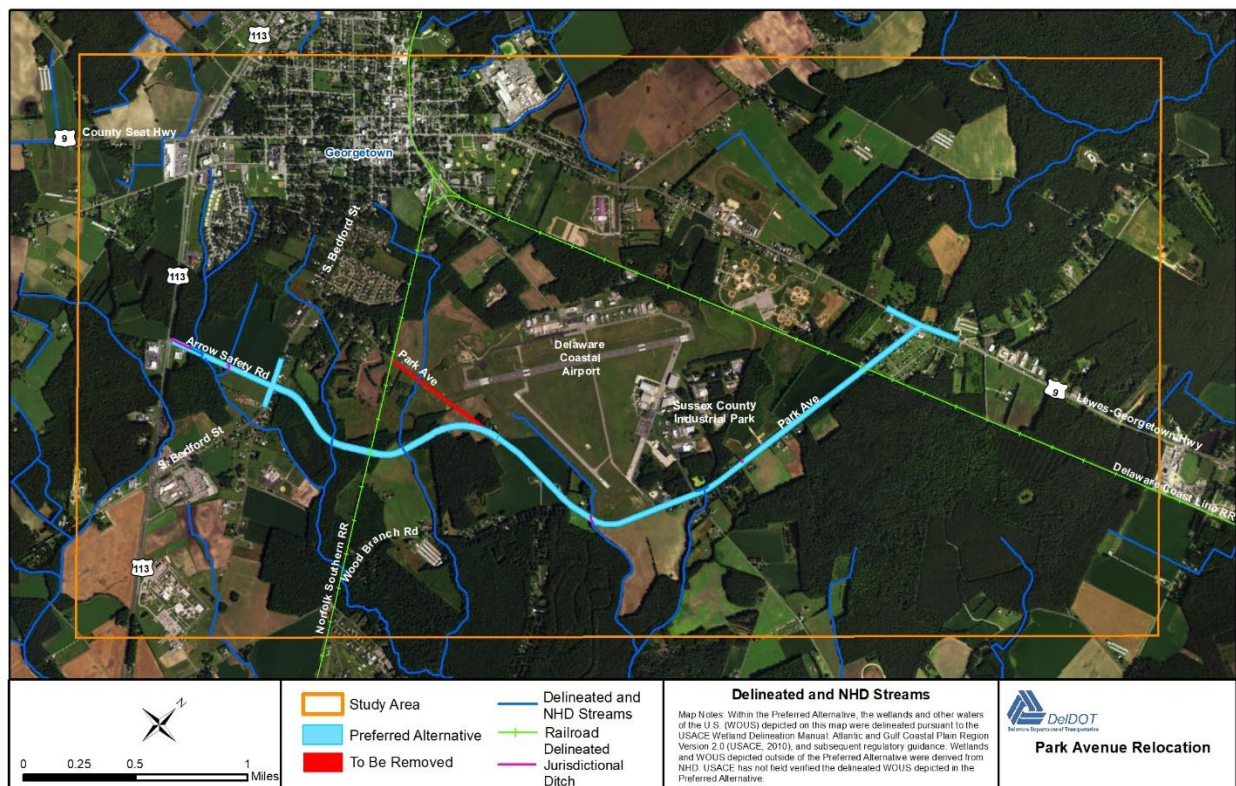 113
9
County Seat Hwy
Georgetown
S. Bedford St
113
Arrow Safety Rd
Park Ave
Delaware
Coastal
Airport
Sussex County
Industrial Park
Park Ave
9
Lewes-Georgetown Hwy
Delaware Coast Line RR
S. Bedford St
Norfolk Southern RR
Wood Branch Rd
113
N
0 0.25 0.5 1
Miles
Study Area
Preferred Alternative
To Be Removed
Delineated and
NHD Streams
Railroad
Delineated
Jurisdictional
Ditch
Delineated and NHD Streams
Map Notes: Within the Preferred Alternative, the wetlands and other waters
of the U.S. (WOUS) depicted on this map were delineated pursuant to the
USACE Wetland Delineation Manual: Atlantic and Gulf Coastal Plain Region
Version 2.0 (USACE, 2010), and subsequent regulatory guidance. Wetlands
and WOUS depicted outside of the Preferred Alternative were derived from
NHD. USACE has not field verified the delineated WOUS depicted in the
Preferred Alternative.
DelDOT
Delaware Department of Transportation
Park Avenue Relocation